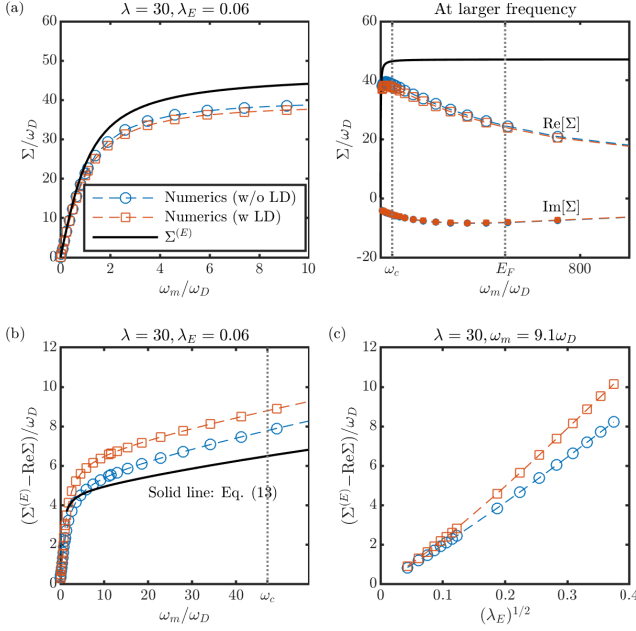 (a)
λ = 30, λ_E = 0.06
60
50
40
30
20
10
0
Σ/ω_D
Numerics (w/o LD)
Numerics (w LD)
Σ^(E)
0 2 4 6 8 10
ω_m/ω_D
At larger frequency
60
40
20
0
-20
Σ/ω_D
Re[Σ]
Im[Σ]
ω_c E_F 800
ω_m/ω_D
(b)
λ = 30, λ_E = 0.06
12
10
8
6
4
2
0
(Σ^(E)−ReΣ)/ω_D
Solid line: Eq. (13)
0 10 20 30 40 ω_c
ω_m/ω_D
(c)
λ = 30, ω_m = 9.1ω_D
12
10
8
6
4
2
0
(Σ^(E)−ReΣ)/ω_D
0 0.1 0.2 0.3 0.4
(λ_E)^1/2